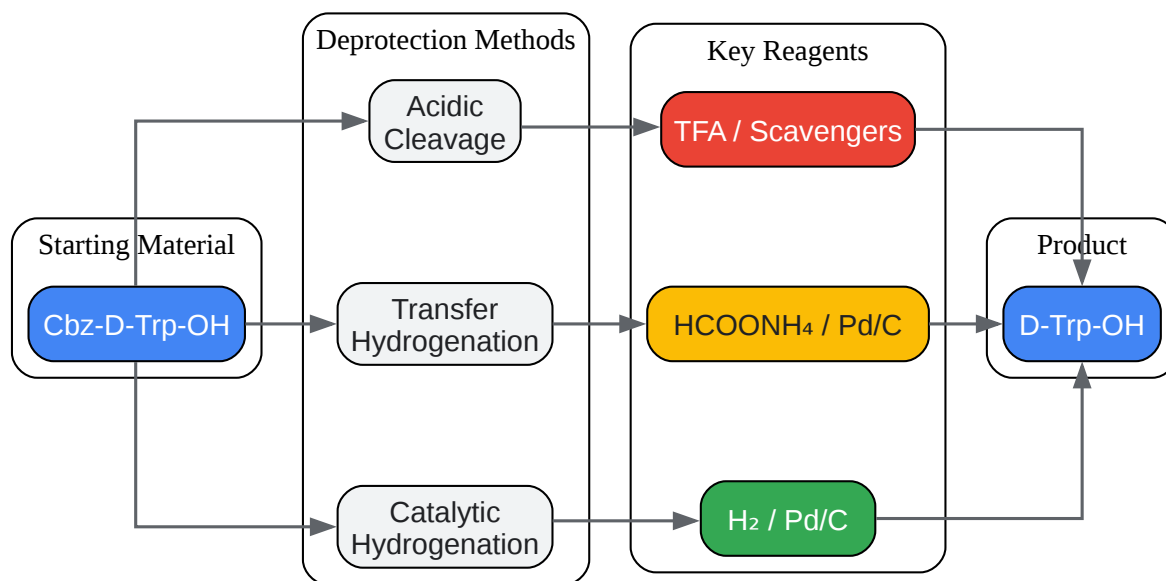 Deprotection Methods
Key Reagents
Acidic
Cleavage
TFA / Scavengers
Starting Material
Product
Cbz-D-Trp-OH
Transfer
Hydrogenation
HCOONH₄ / Pd/C
D-Trp-OH
Catalytic
Hydrogenation
H₂ / Pd/C